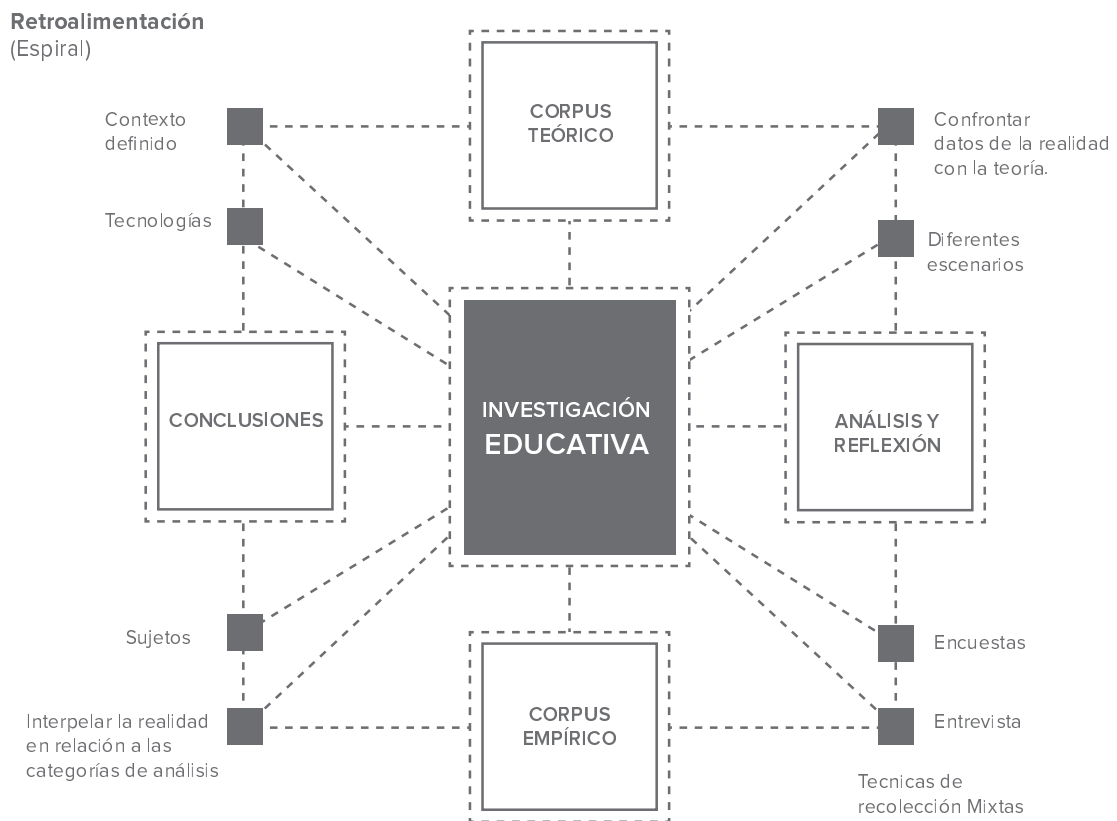 Retroalimentación
(Espiral)
CORPUS
TEÓRICO
Contexto
definido
Confrontar
datos de la realidad
con la teoría.
Tecnologías
Diferentes
escenarios
CONCLUSIONES
INVESTIGACIÓN
EDUCATIVA
ANÁLISIS Y
REFLEXIÓN
Sujetos
Encuestas
Interpelar la realidad
en relación a las
categorías de análisis
CORPUS
EMPÍRICO
Entrevista
Tecnicas de
recolección Mixtas